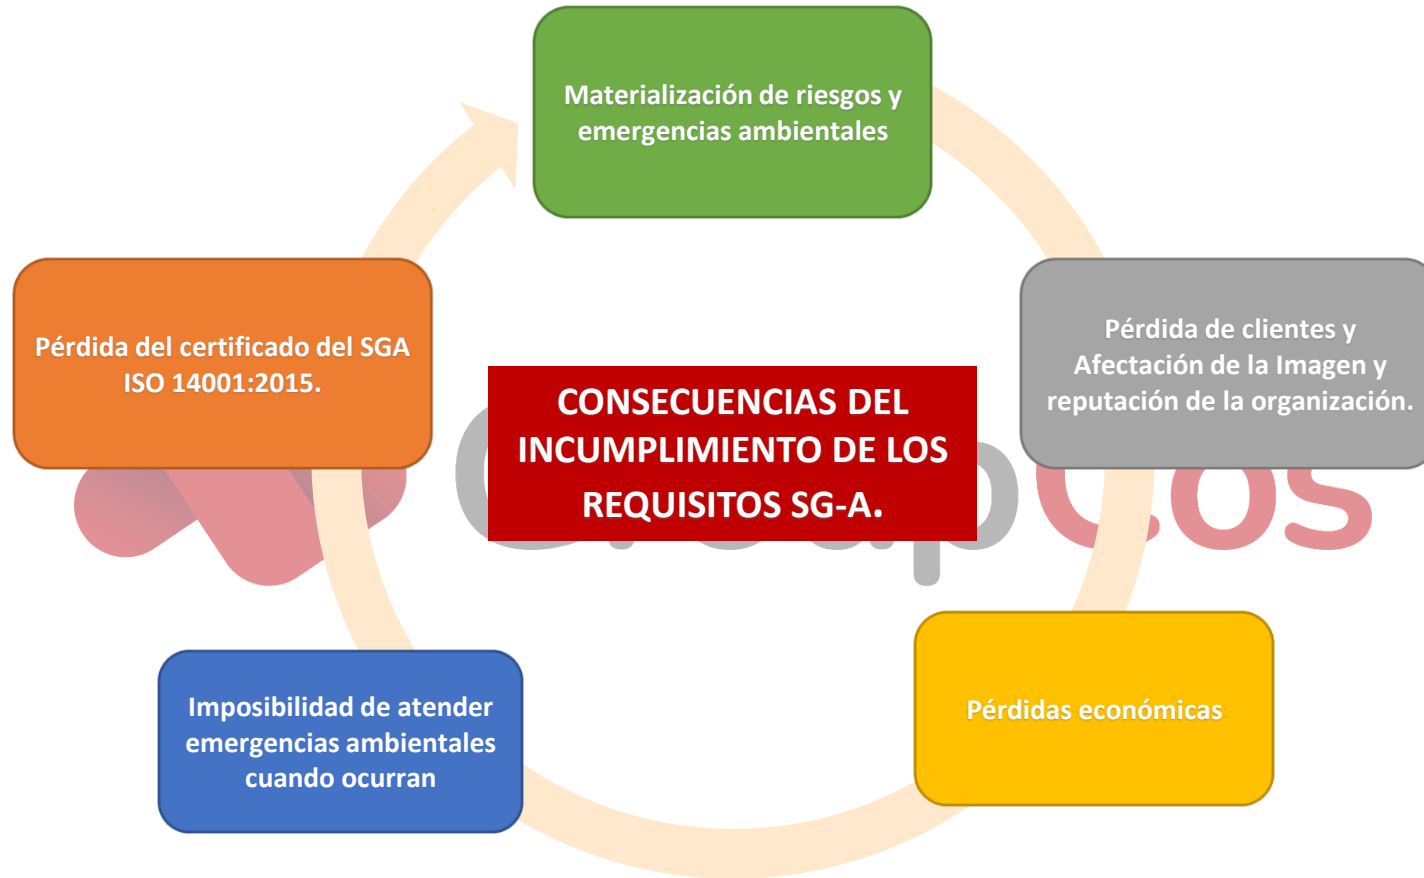 Materialización de riesgos y
emergencias ambientales
Pérdida de clientes y
Afectación de la Imagen y
reputación de la organización.
Pérdidas económicas
Imposibilidad de atender
emergencias ambientales
cuando ocurran
Pérdida del certificado del SGA
ISO 14001:2015.
CONSECUENCIAS DEL
INCUMPLIMIENTO DE LOS
REQUISITOS SG-A.